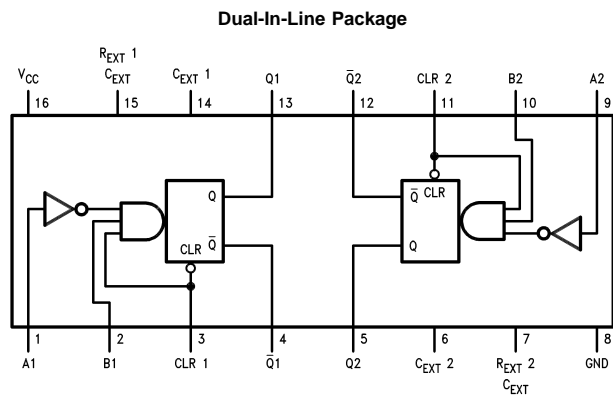 Dual-In-Line Package
R_EXT 1
V_CC C_EXT C_EXT 1 Q1 Q̅2 CLR 2 B2 A2
16 15 14 13 12 11 10 9
Q Q̅ CLR
CLR Q̅ Q
1 2 3 4 5 6 7 8
A1 B1 CLR 1 Q̅1 Q2 C_EXT 2 R_EXT 2 GND
C_EXT